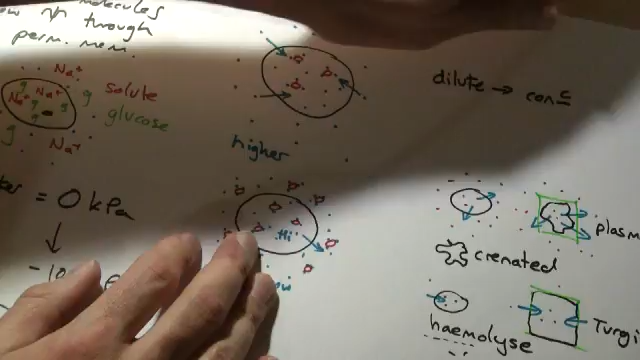 molecules
through
perm. mem.
Na+
Na+ Na+ g solute
g g g glucose
g Na+
= 0 kPa
higher
Hi
dilute → conc
plasm
crenated
haemolyse
Turgi